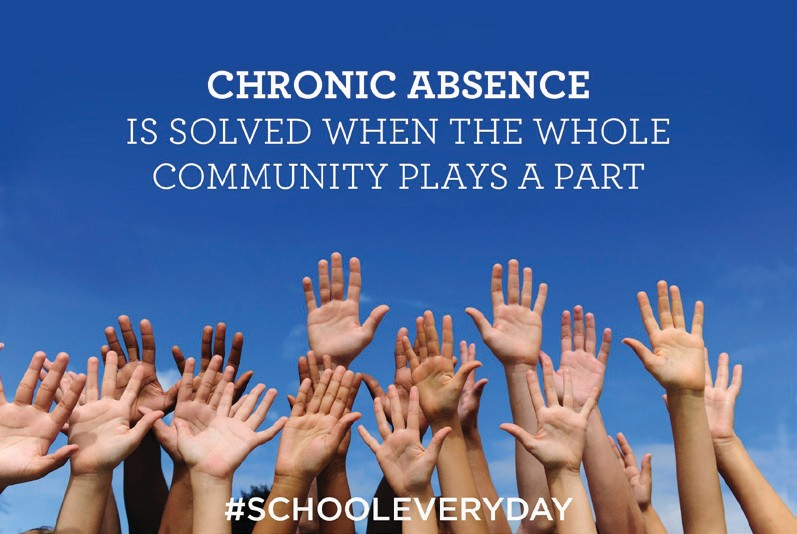 CHRONIC ABSENCE
IS SOLVED WHEN THE WHOLE
COMMUNITY PLAYS A PART
#SCHOOLEVERYDAY